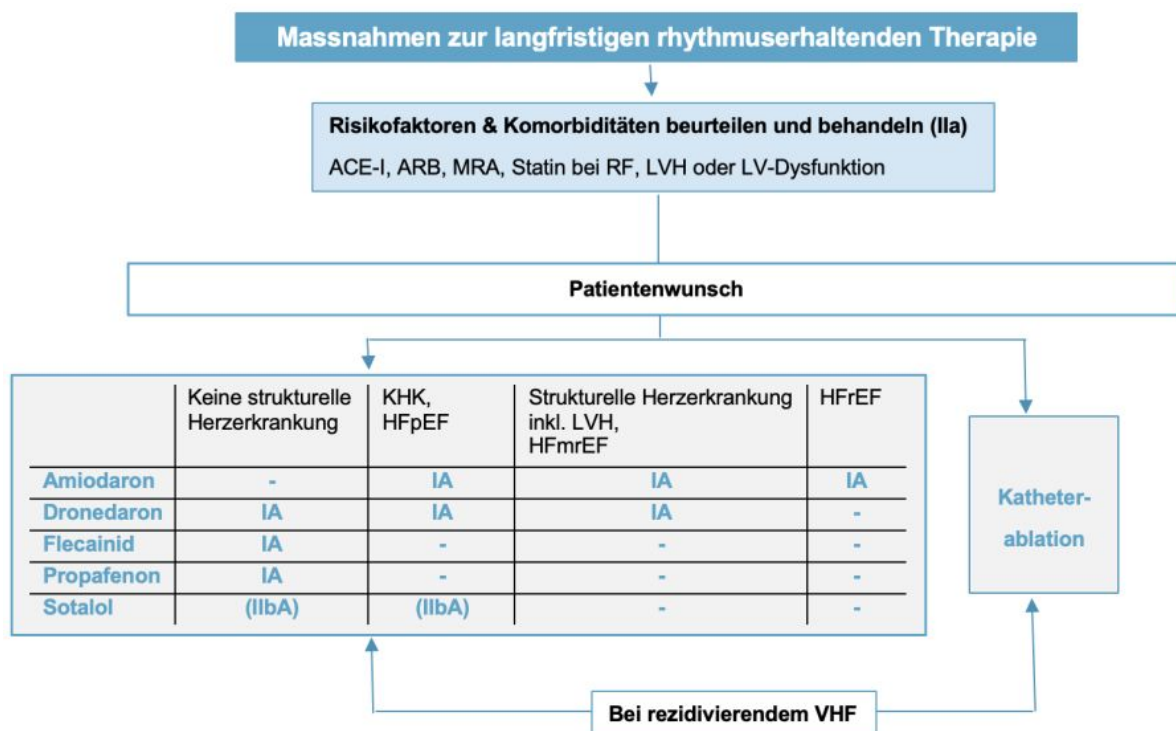 Massnahmen zur langfristigen rhythmuserhaltenden Therapie
Risikofaktoren & Komorbiditäten beurteilen und behandeln (IIa)
ACE-I, ARB, MRA, Statin bei RF, LVH oder LV-Dysfunktion
Patientenwunsch
Keine strukturelle Herzerkrankung | KHK, HFpEF | Strukturelle Herzerkrankung inkl. LVH, HFmrEF | HFrEF
Amiodaron | - | IA | IA | IA
Dronedaron | IA | IA | IA | -
Flecainid | IA | - | - | -
Propafenon | IA | - | - | -
Sotalol | (IIbA) | (IIbA) | - | -
Katheter-
ablation
Bei rezidivierendem VHF